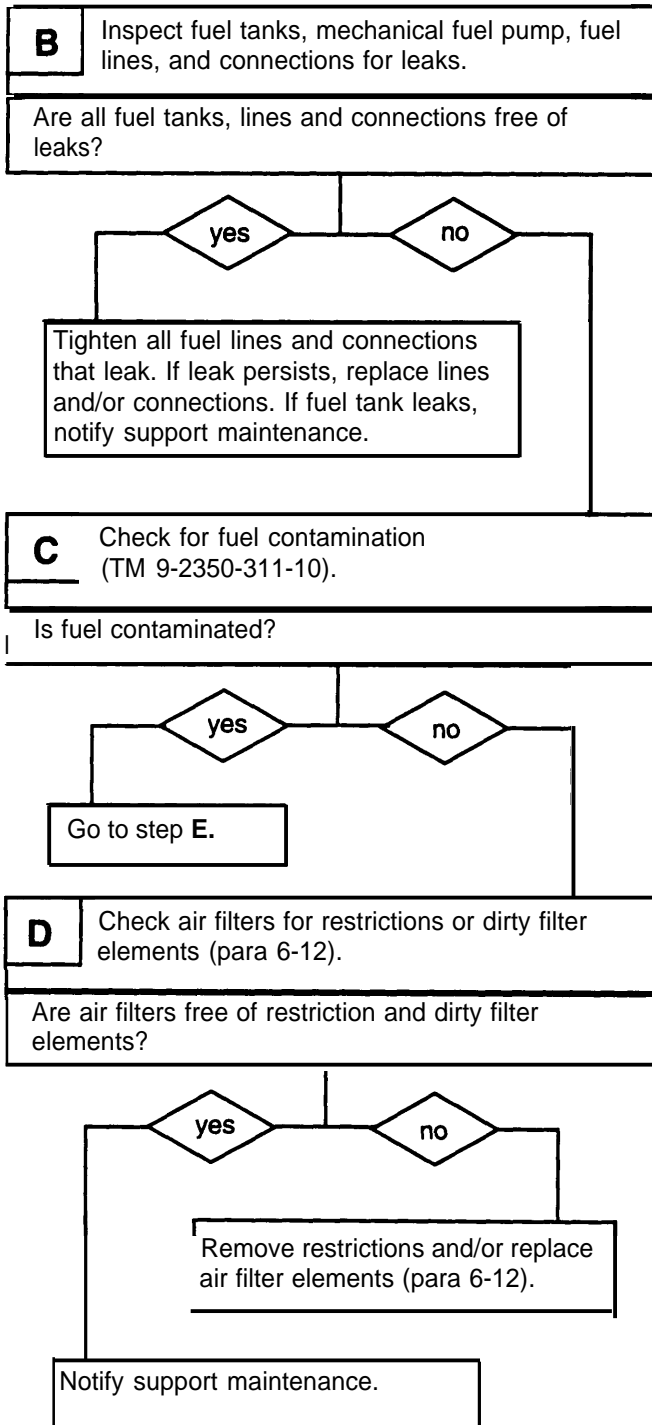 B
Inspect fuel tanks, mechanical fuel pump, fuel
lines, and connections for leaks.
Are all fuel tanks, lines and connections free of
leaks?
yes
no
Tighten all fuel lines and connections
that leak. If leak persists, replace lines
and/or connections. If fuel tank leaks,
notify support maintenance.
C
Check for fuel contamination
(TM 9-2350-311-10).
Is fuel contaminated?
yes
no
Go to step E.
D
Check air filters for restrictions or dirty filter
elements (para 6-12).
Are air filters free of restriction and dirty filter
elements?
yes
no
Remove restrictions and/or replace
air filter elements (para 6-12).
Notify support maintenance.